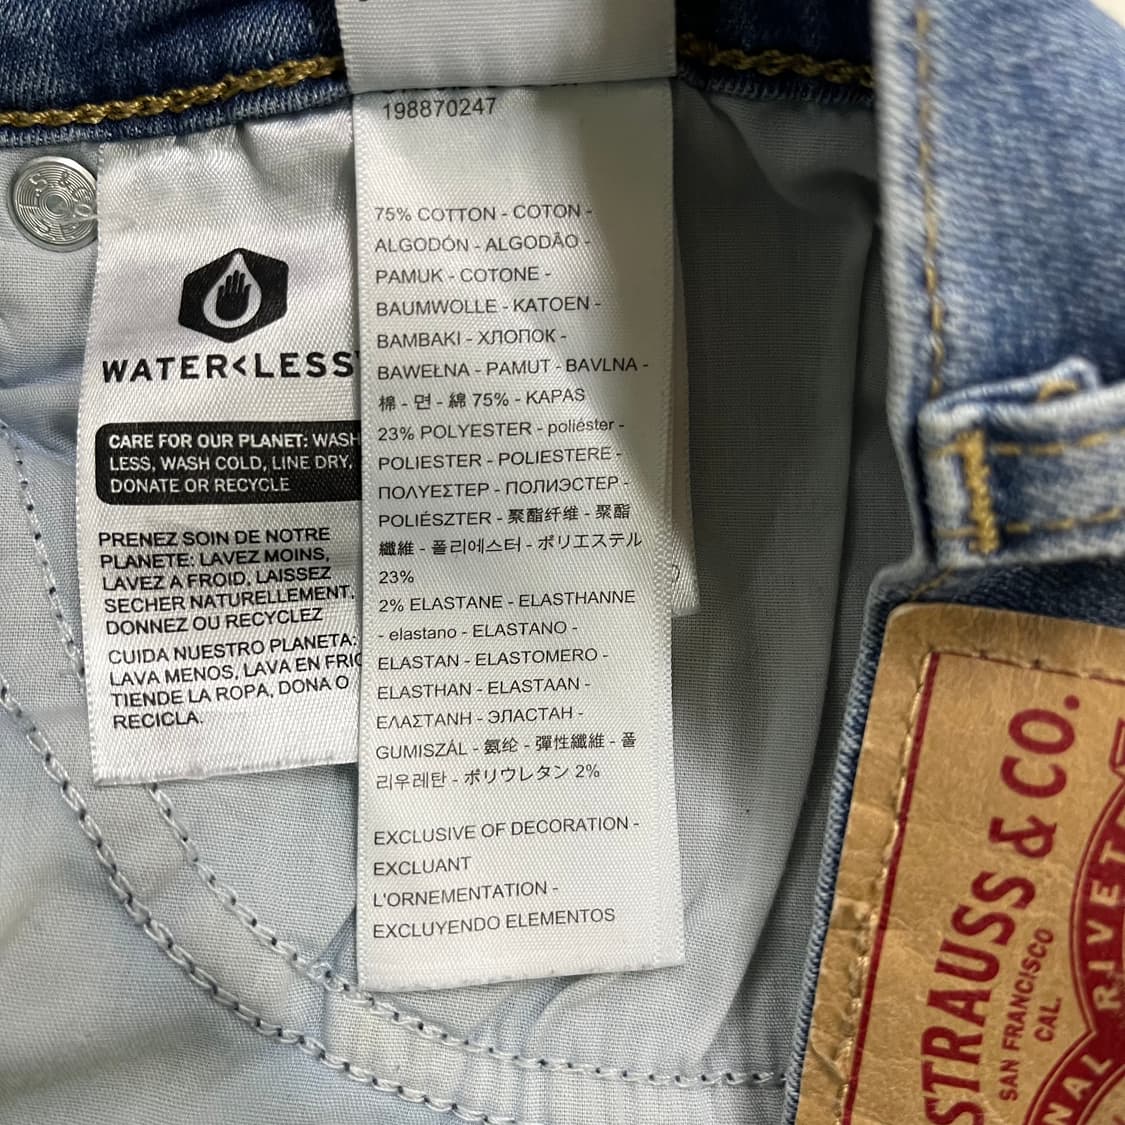 198870247
75% COTTON - COTON -
ALGODÓN - ALGODÃO -
PAMUK - COTONE -
BAUMWOLLE - KATOEN -
BAMBAKI - ХЛОПОК -
BAWEŁNA - PAMUT - BAVLNA -
棉 - 면 - 綿 75% - KAPAS
23% POLYESTER - poliéster -
POLIESTER - POLIESTERE -
ΠΟΛΥΕΣΤΕΡ - ПОЛИЭСТЕР -
POLIÉSZTER - 聚酯纤维 - 聚酯
纖維 - 폴리에스터 - ポリエステル
23%
2% ELASTANE - ELASTHANNE
- elastano - ELASTANO -
ELASTAN - ELASTOMERO -
ELASTHAN - ELASTAAN -
ΕΛΑΣΤΑΝΗ - ЭЛАСТАН -
GUMISZÁL - 氨纶 - 彈性纖維 - 폴
리우레탄 - ポリウレタン 2%
EXCLUSIVE OF DECORATION -
EXCLUANT
L'ORNEMENTATION -
EXCLUYENDO ELEMENTOS
WATER<LESS
CARE FOR OUR PLANET: WASH
LESS, WASH COLD, LINE DRY,
DONATE OR RECYCLE
PRENEZ SOIN DE NOTRE
PLANETE: LAVEZ MOINS,
LAVEZ A FROID, LAISSEZ
SECHER NATURELLEMENT.
DONNEZ OU RECYCLEZ
CUIDA NUESTRO PLANETA:
LAVA MENOS, LAVA EN FRIO
TIENDE LA ROPA, DONA O
RECICLA.
STRAUSS & CO.
SAN FRANCISCO
CAL.
RIVET
NAL